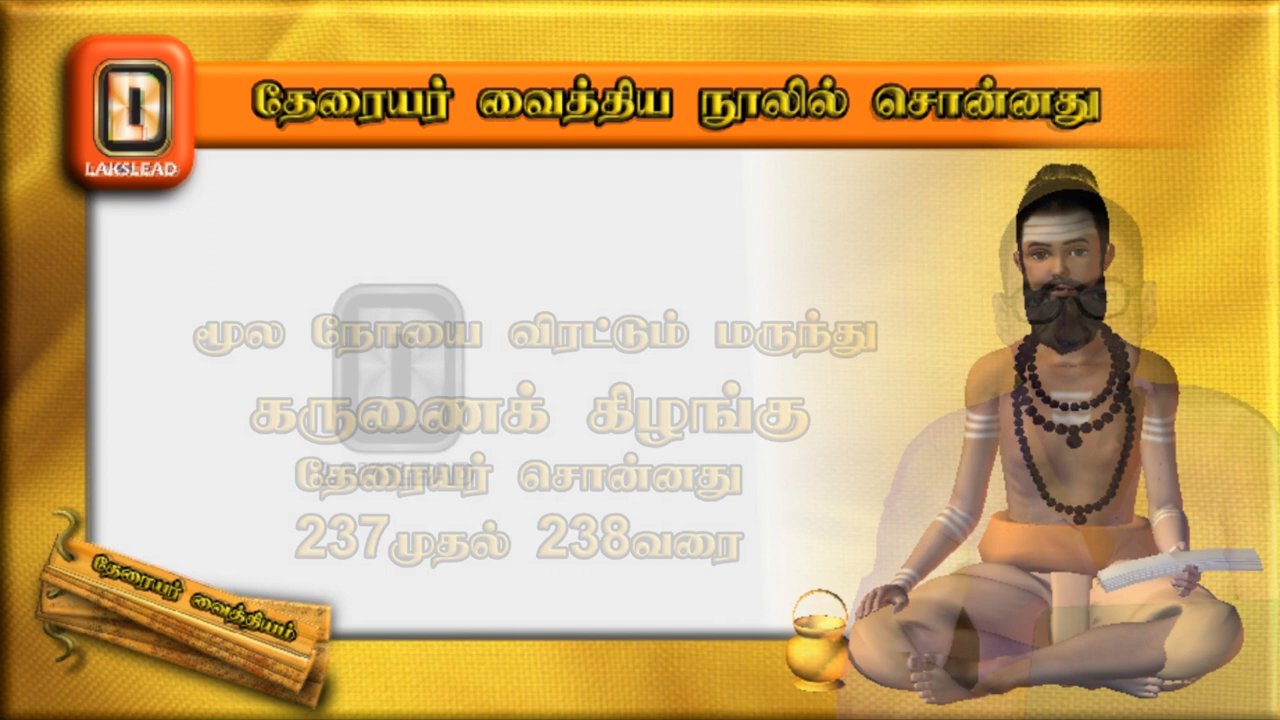 தேரையர் வைத்திய நூலில் சொன்னது
LAKSLEAD
மூல நோயை விரட்டும் மருந்து
கருணைக் கிழங்கு
தேரையர் சொன்னது
237முதல் 238வரை
தேரையர் வைத்தியம்